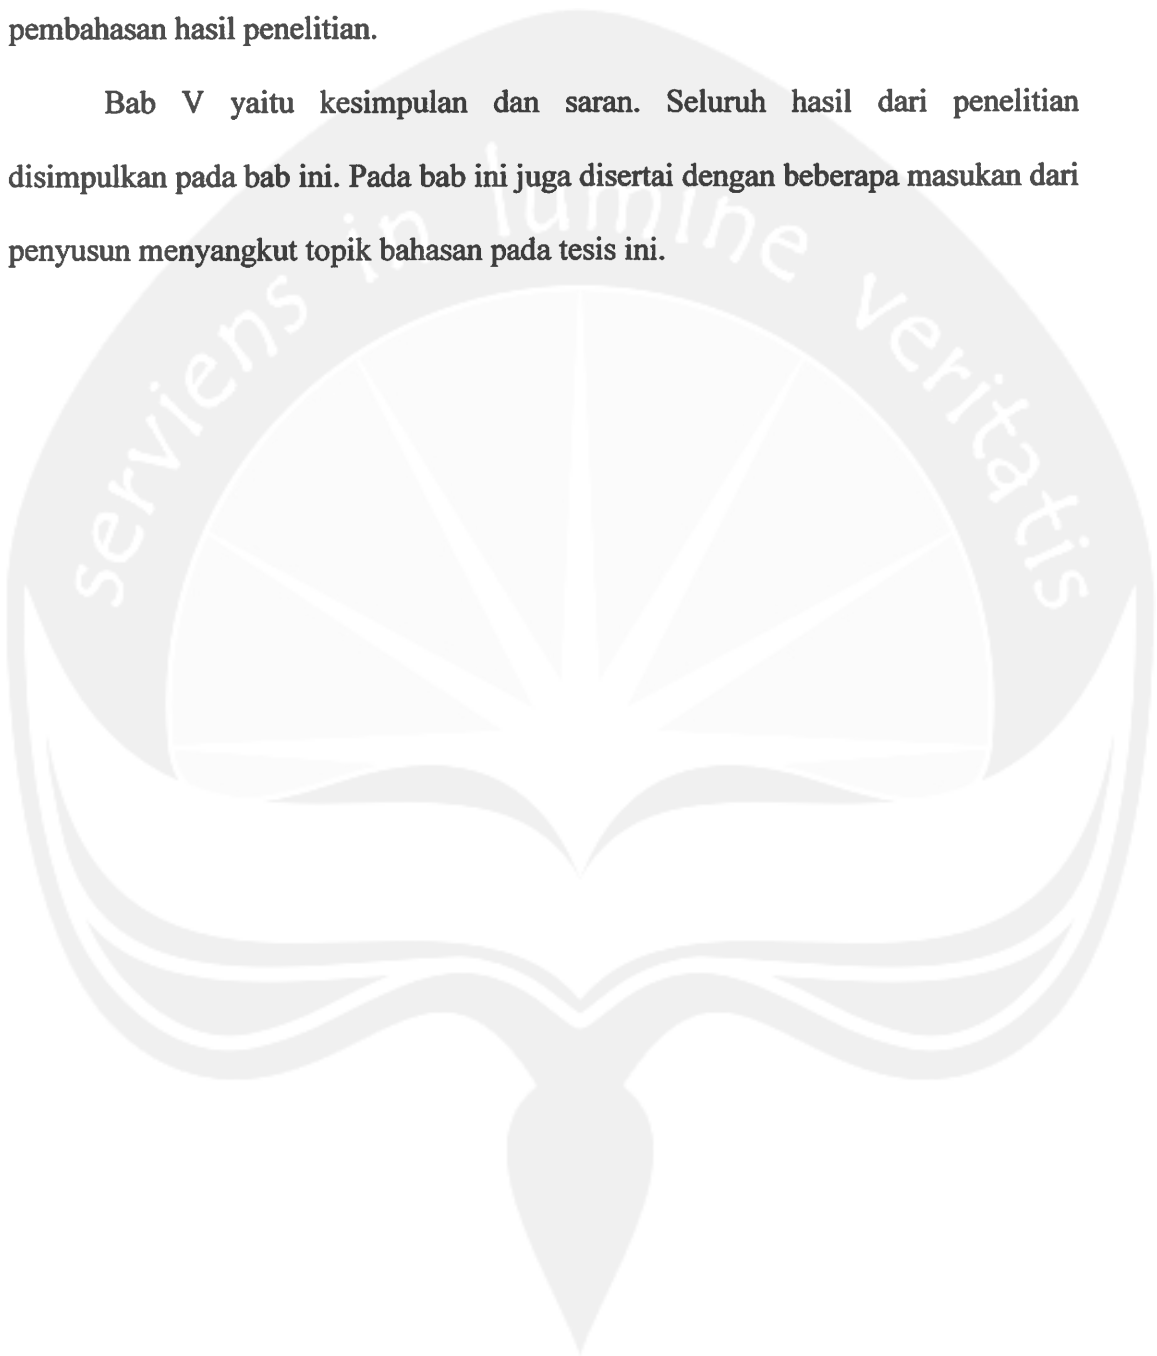 pembahasan hasil penelitian.
Bab V yaitu kesimpulan dan saran. Seluruh hasil dari penelitian
disimpulkan pada bab ini. Pada bab ini juga disertai dengan beberapa masukan dari
penyusun menyangkut topik bahasan pada tesis ini.
serviens in lumine veritatis